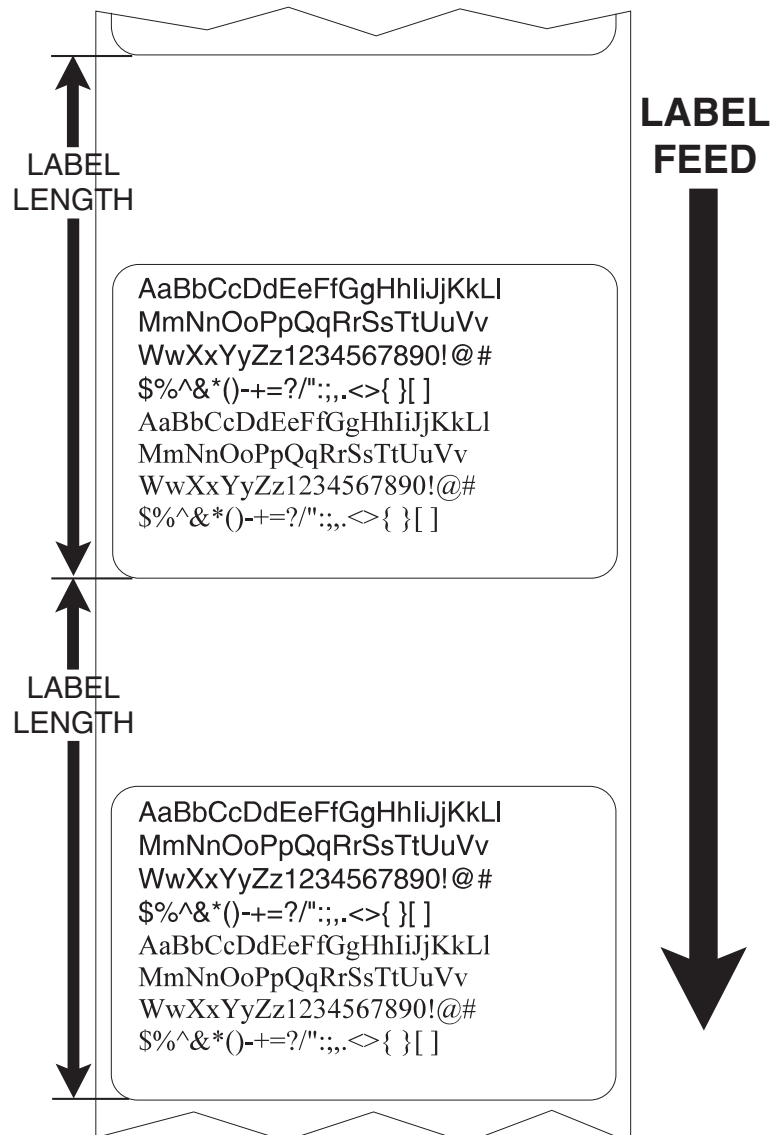 LABEL
FEED
LABEL
LENGTH
AaBbCcDdEeFfGgHhIiJjKkLl
MmNnOoPpQqRrSsTtUuVv
WwXxYyZz1234567890!@#
$%^&*()-+=?/":;,.<>{ }[ ]
AaBbCcDdEeFfGgHhIiJjKkLl
MmNnOoPpQqRrSsTtUuVv
WwXxYyZz1234567890!@#
$%^&*()-+=?/":;,.<>{ }[ ]
LABEL
LENGTH
AaBbCcDdEeFfGgHhIiJjKkLl
MmNnOoPpQqRrSsTtUuVv
WwXxYyZz1234567890!@#
$%^&*()-+=?/":;,.<>{ }[ ]
AaBbCcDdEeFfGgHhIiJjKkLl
MmNnOoPpQqRrSsTtUuVv
WwXxYyZz1234567890!@#
$%^&*()-+=?/":;,.<>{ }[ ]